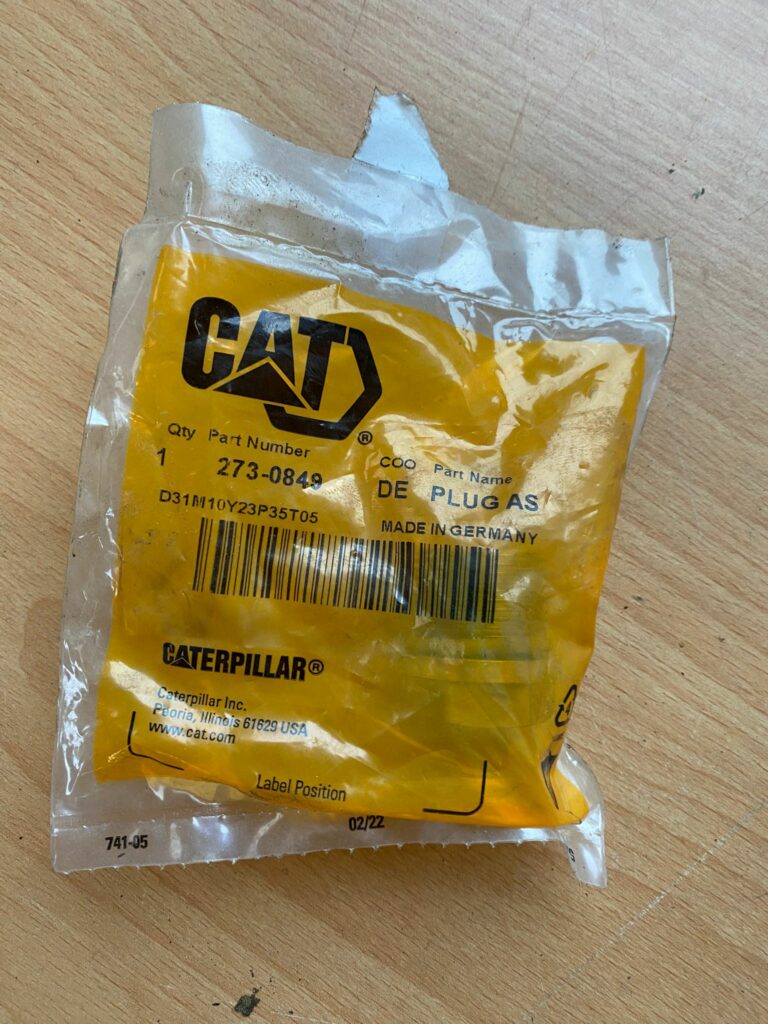 CAT®
Qty Part Number
1 273-0849
COO Part Name
DE PLUG AS
D31M10Y23P35T05
MADE IN GERMANY
CATERPILLAR®
Caterpillar Inc.
Peoria, Illinois 61629 USA
www.cat.com
Label Position
741-05
02/22